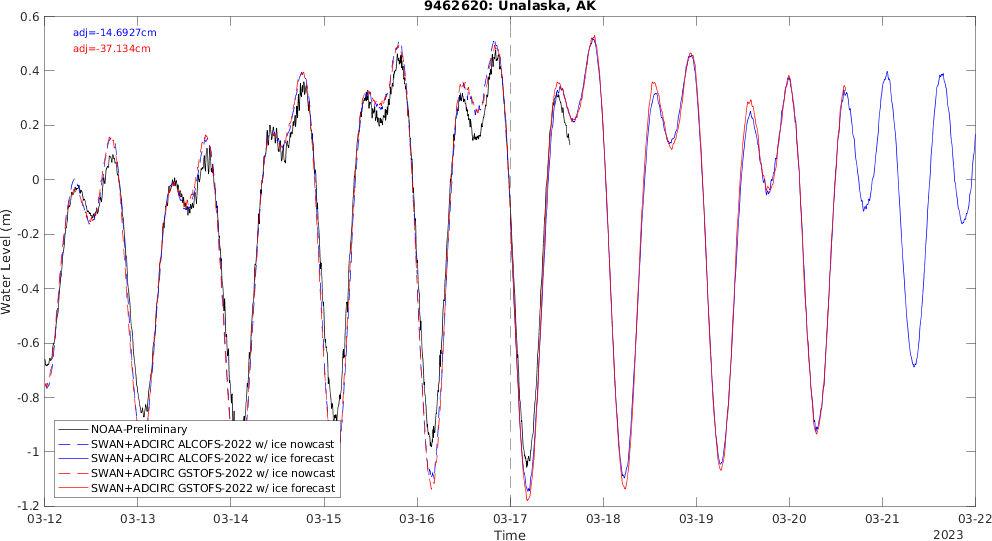 9462620: Unalaska, AK
adj=-14.6927cm
adj=-37.134cm
0.6
0.4
0.2
0
-0.2
-0.4
-0.6
-0.8
-1
-1.2
Water Level (m)
NOAA-Preliminary
SWAN+ADCIRC ALCOFS-2022 w/ ice nowcast
SWAN+ADCIRC ALCOFS-2022 w/ ice forecast
SWAN+ADCIRC GSTOFS-2022 w/ ice nowcast
SWAN+ADCIRC GSTOFS-2022 w/ ice forecast
03-12 03-13 03-14 03-15 03-16 03-17 03-18 03-19 03-20 03-21 03-22
Time
2023